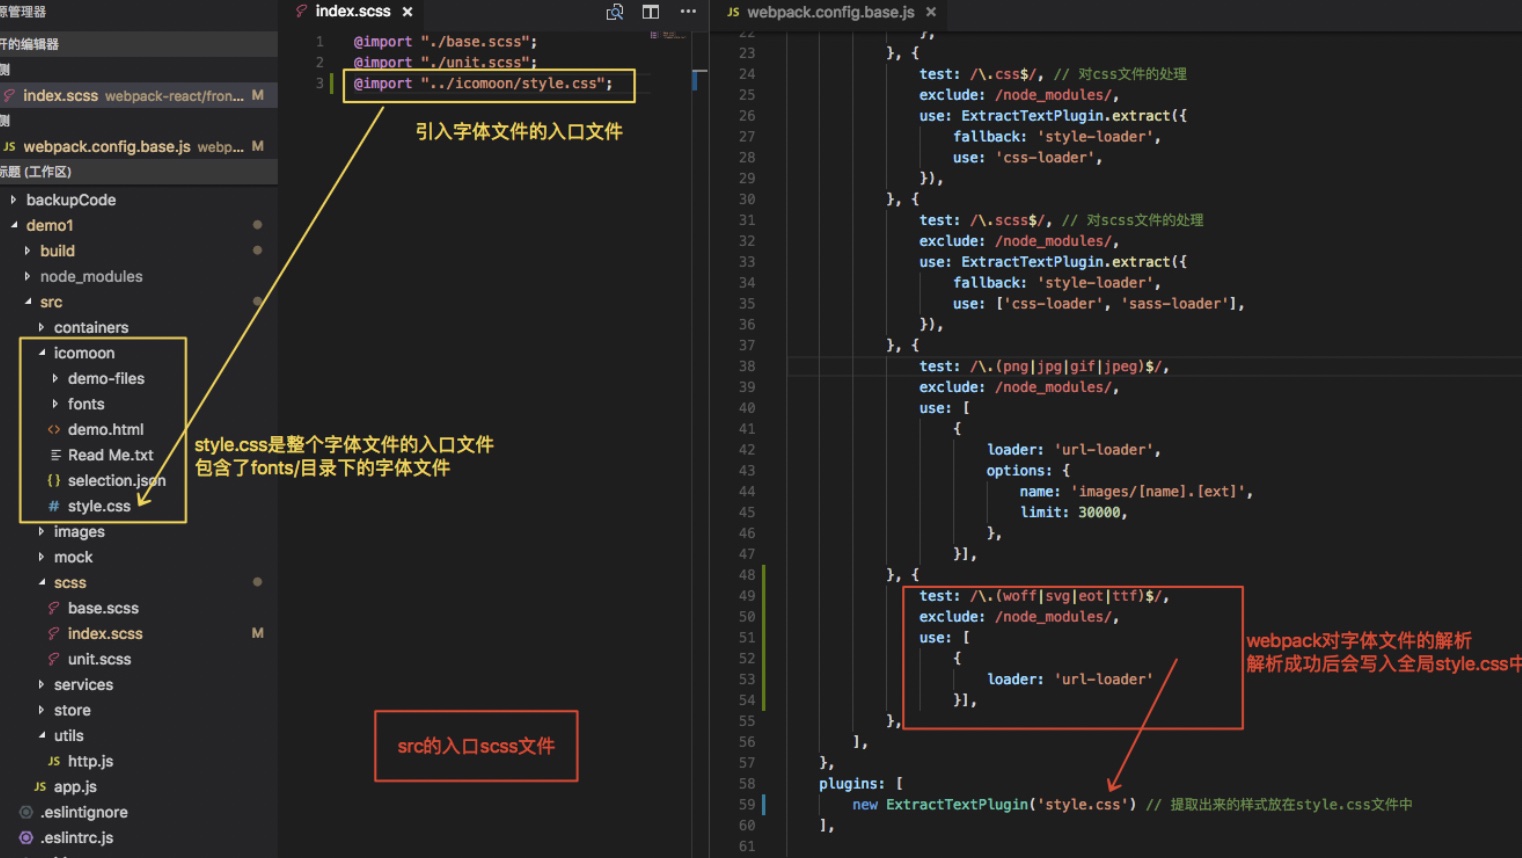 源管理器
开的编辑器
侧
index.scss webpack-react/fron... M
侧
JS webpack.config.base.js webp... M
标题 (工作区)
backupCode
demo1
build
node_modules
src
containers
icomoon
demo-files
fonts
<> demo.html
Read Me.txt
{} selection.json
# style.css
images
mock
scss
base.scss
index.scss M
unit.scss
services
store
utils
JS http.js
JS app.js
.eslintignore
.eslintrc.js
index.scss ×
1 @import "./base.scss";
2 @import "./unit.scss";
3 @import "../icomoon/style.css";
引入字体文件的入口文件
style.css是整个字体文件的入口文件
包含了fonts/目录下的字体文件
src的入口scss文件
JS webpack.config.base.js ×
22 },
23 }, {
24 test: /\.css$/, // 对css文件的处理
25 exclude: /node_modules/,
26 use: ExtractTextPlugin.extract({
27 fallback: 'style-loader',
28 use: 'css-loader',
29 }),
30 }, {
31 test: /\.scss$/, // 对scss文件的处理
32 exclude: /node_modules/,
33 use: ExtractTextPlugin.extract({
34 fallback: 'style-loader',
35 use: ['css-loader', 'sass-loader'],
36 }),
37 }, {
38 test: /\.(png|jpg|gif|jpeg)$/,
39 exclude: /node_modules/,
40 use: [
41 {
42 loader: 'url-loader',
43 options: {
44 name: 'images/[name].[ext]',
45 limit: 30000,
46 },
47 }],
48 }, {
49 test: /\.(woff|svg|eot|ttf)$/,
50 exclude: /node_modules/,
51 use: [
52 {
53 loader: 'url-loader'
54 }],
55 },
56 ],
57 },
58 plugins: [
59 new ExtractTextPlugin('style.css') // 提取出来的样式放在style.css文件中
60 ],
61
webpack对字体文件的解析
解析成功后会写入全局style.css中